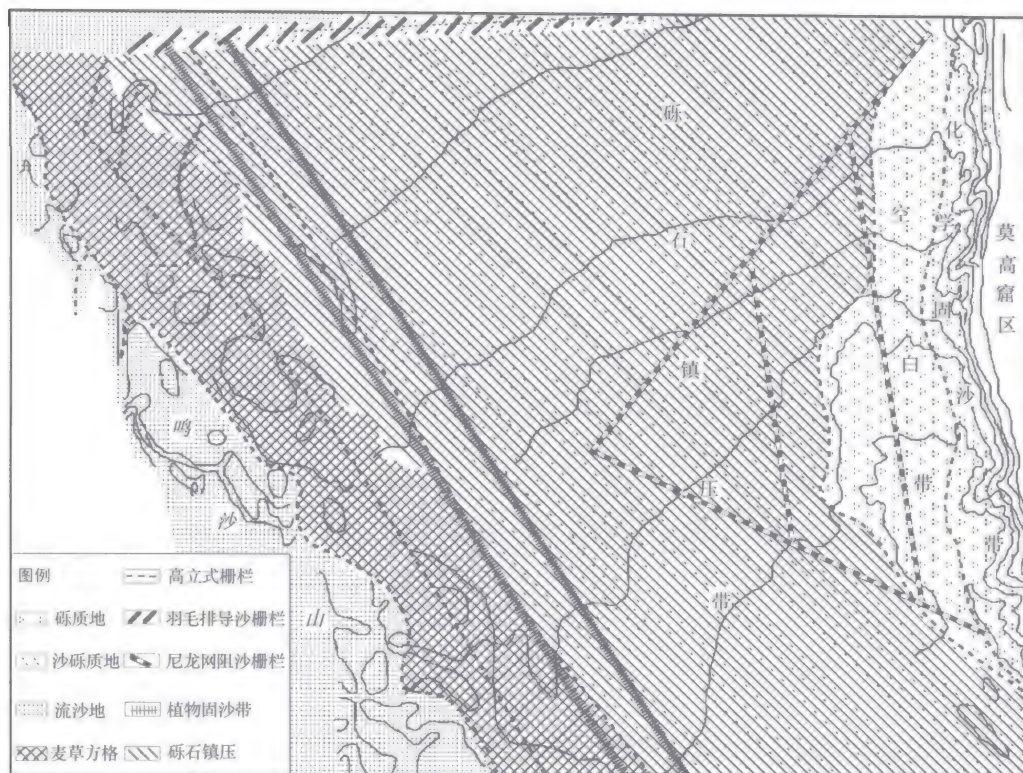 砾石镇压带
空白带
化学固沙带
莫高窟区
鸣沙山
图例
高立式栅栏
砾质地
羽毛排导沙栅栏
沙砾质地
尼龙网阻沙栅栏
流沙地
植物固沙带
麦草方格
砾石镇压